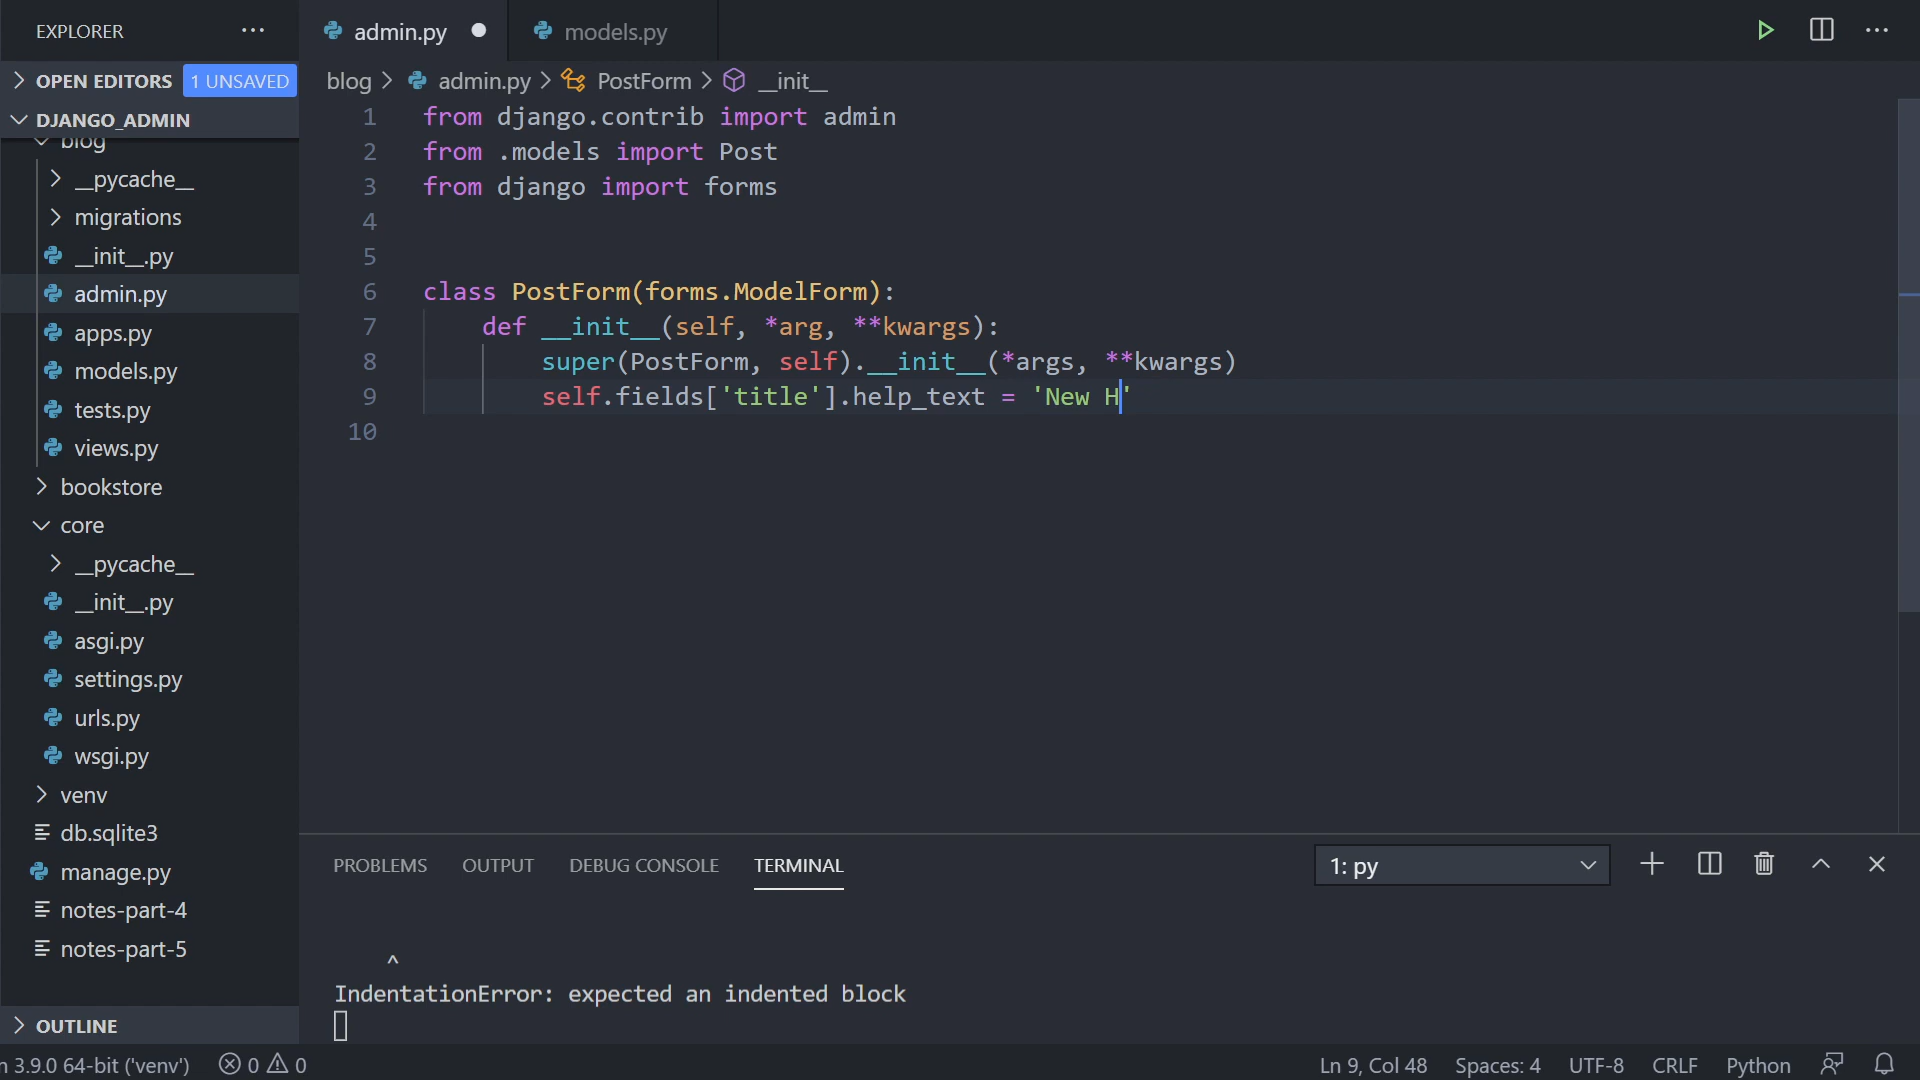 EXPLORER
admin.py
models.py
OPEN EDITORS 1 UNSAVED
blog > admin.py > PostForm > __init__
DJANGO_ADMIN
blog
__pycache__
migrations
__init__.py
admin.py
apps.py
models.py
tests.py
views.py
bookstore
core
__pycache__
__init__.py
asgi.py
settings.py
urls.py
wsgi.py
venv
db.sqlite3
manage.py
notes-part-4
notes-part-5
OUTLINE
1 from django.contrib import admin
2 from .models import Post
3 from django import forms
4
5
6 class PostForm(forms.ModelForm):
7 def __init__(self, *arg, **kwargs):
8 super(PostForm, self).__init__(*args, **kwargs)
9 self.fields['title'].help_text = 'New H'
10
PROBLEMS OUTPUT DEBUG CONSOLE TERMINAL 1: py
^
IndentationError: expected an indented block
n 3.9.0 64-bit ('venv') 0 0 Ln 9, Col 48 Spaces: 4 UTF-8 CRLF Python